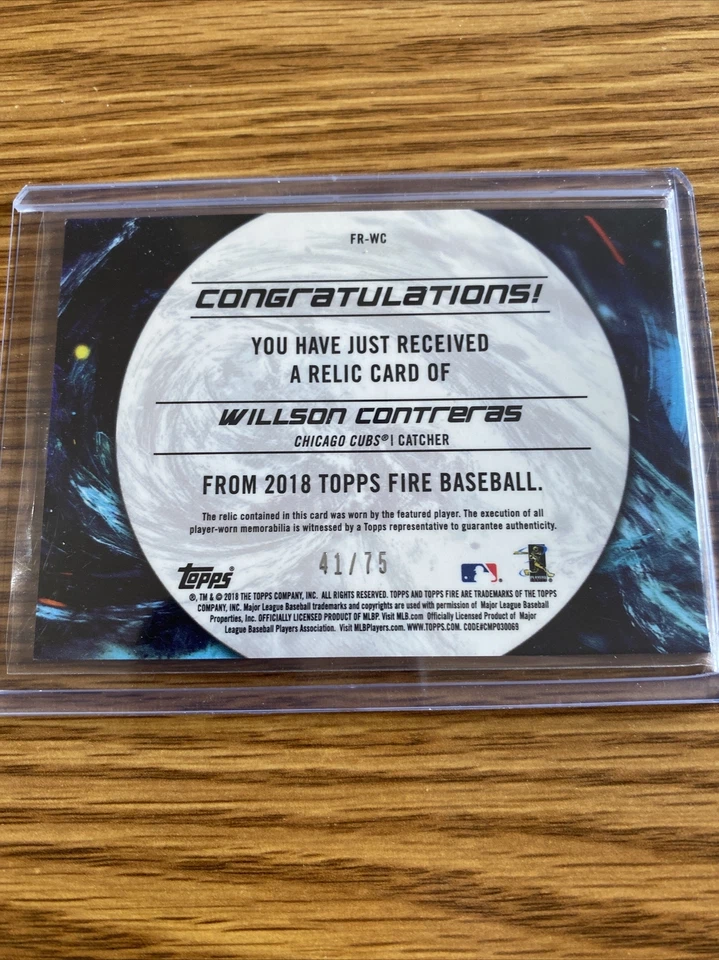 FR-WC
CONGRATULATIONS!
YOU HAVE JUST RECEIVED
A RELIC CARD OF
WILLSON CONTRERAS
CHICAGO CUBS® | CATCHER
FROM 2018 TOPPS FIRE BASEBALL.
The relic contained in this card was worn by the featured player. The execution of all
player-worn memorabilia is witnessed by a Topps representative to guarantee authenticity.
41/75
Topps®
®, TM & © 2018 THE TOPPS COMPANY, INC. ALL RIGHTS RESERVED. TOPPS AND TOPPS FIRE ARE TRADEMARKS OF THE TOPPS
COMPANY, INC. Major League Baseball trademarks and copyrights are used with permission of Major League Baseball
Properties, Inc. OFFICIALLY LICENSED PRODUCT OF MLBP. Visit MLB.com Officially Licensed Product of Major
League Baseball Players Association. Visit MLBPlayers.com. WWW.TOPPS.COM. CODE#CMP030069